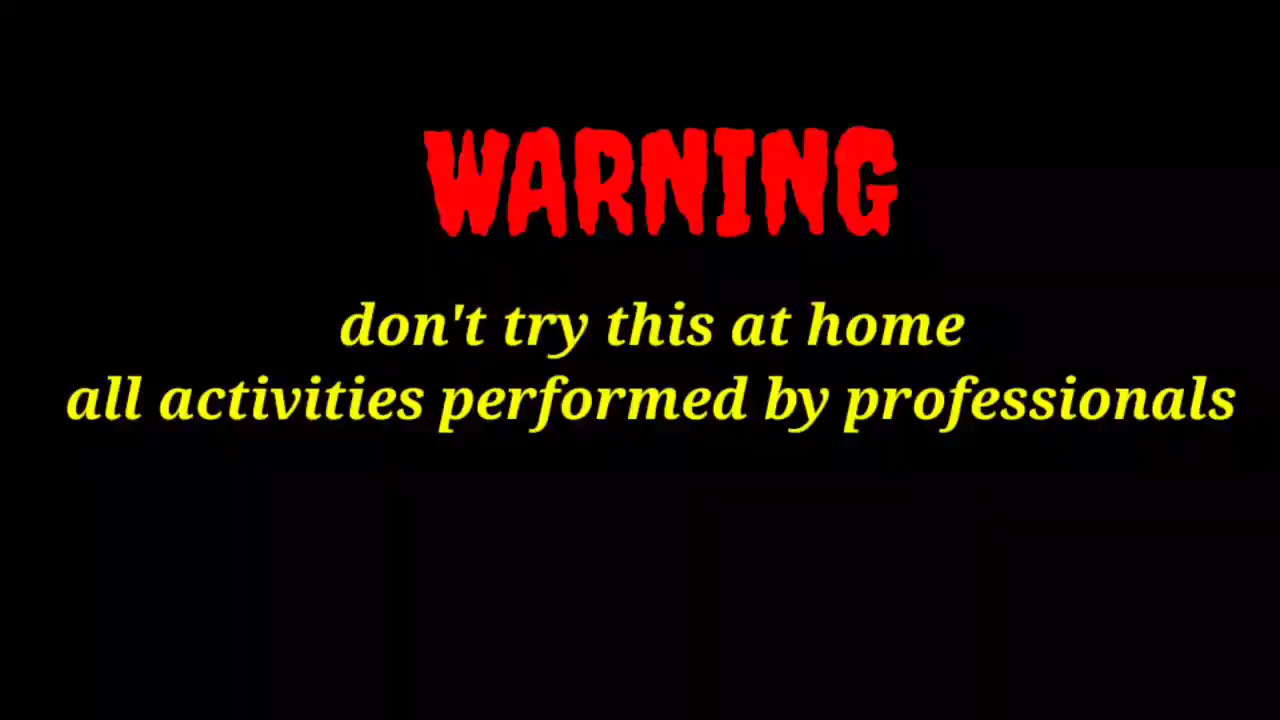 WARNING
don't try this at home
all activities performed by professionals